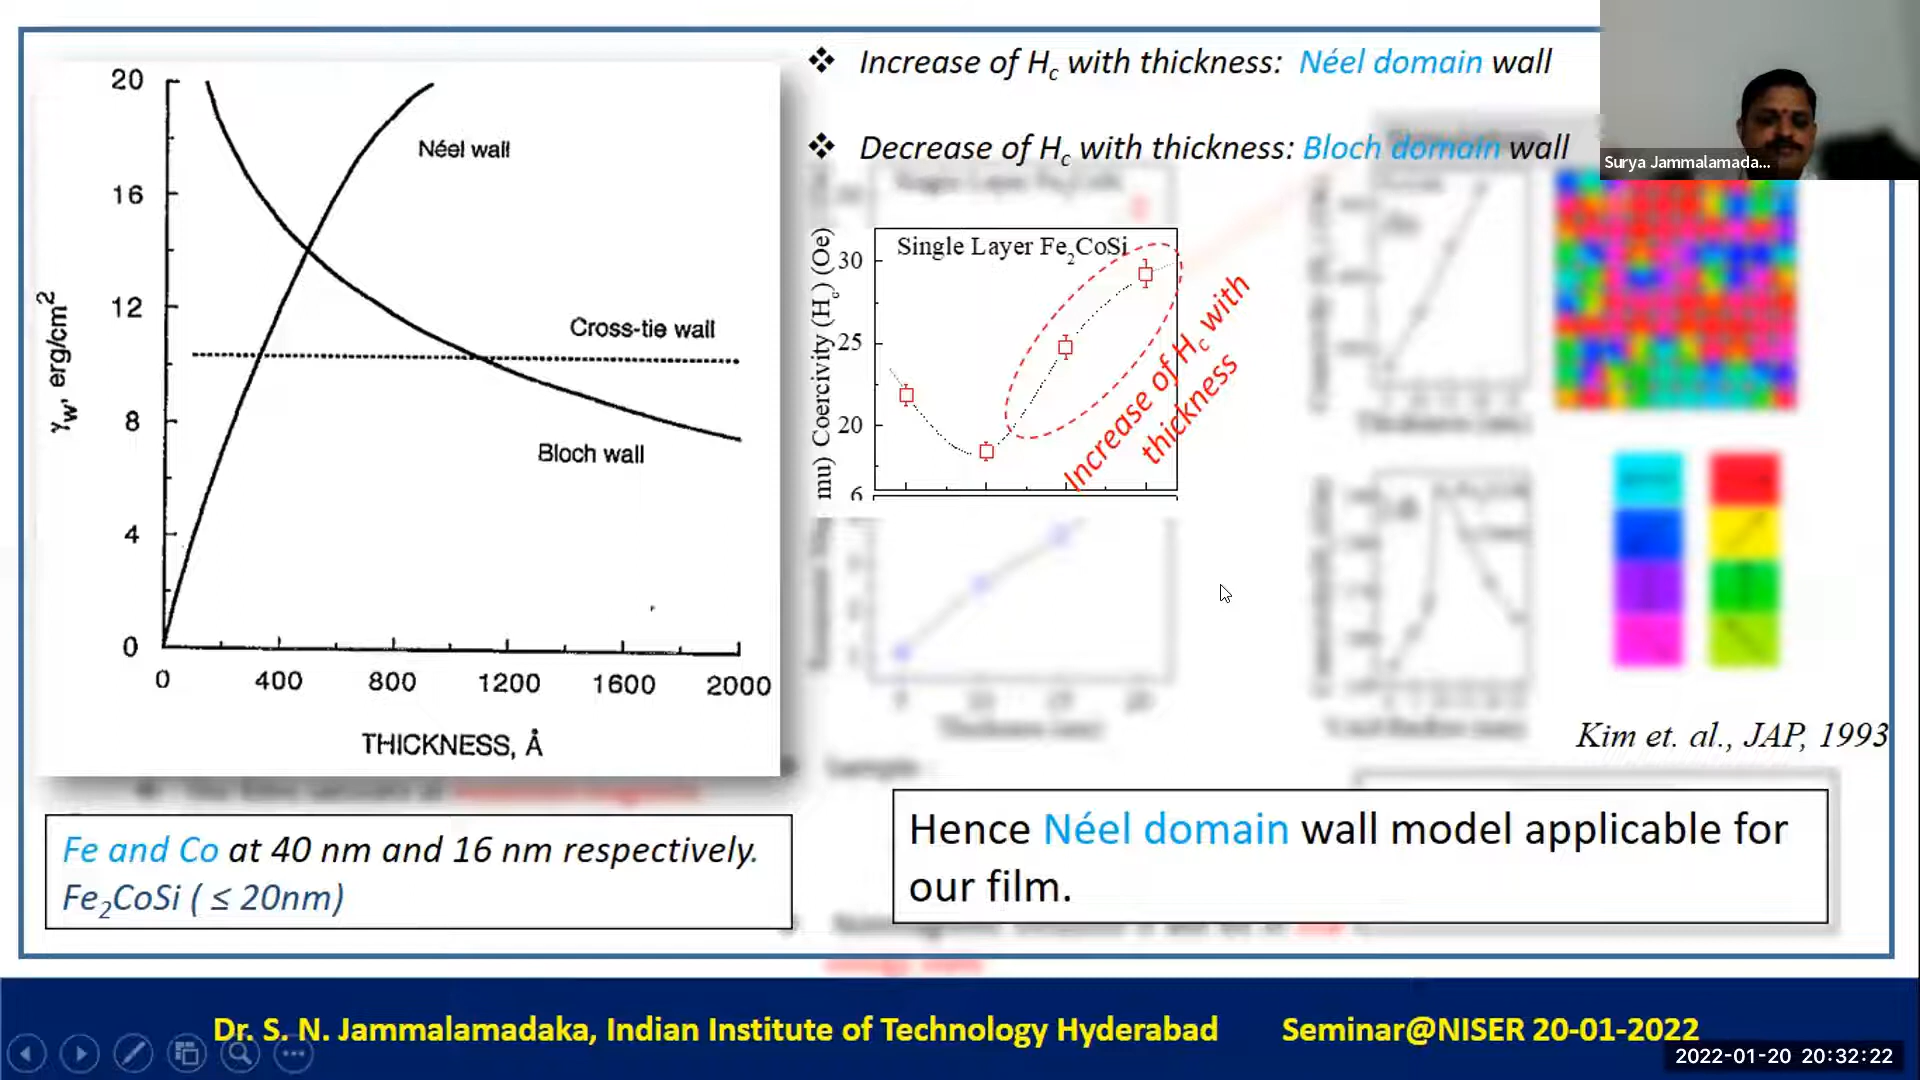 ❖ Increase of Hc with thickness: Néel domain wall
❖ Decrease of Hc with thickness: Bloch domain wall
Surya Jammalamada...
20
16
12
8
4
0
γw, erg/cm2
Néel wall
Cross-tie wall
Bloch wall
0 400 800 1200 1600 2000
THICKNESS, Å
Single Layer Fe2CoSi
mu) Coercivity (Hc) (Oe)
30
25
20
6
Increase of Hc with
thickness
Kim et. al., JAP, 1993
Fe and Co at 40 nm and 16 nm respectively.
Fe2CoSi ( ≤ 20nm)
Hence Néel domain wall model applicable for
our film.
Dr. S. N. Jammalamadaka, Indian Institute of Technology Hyderabad Seminar@NISER 20-01-2022
2022-01-20 20:32:22